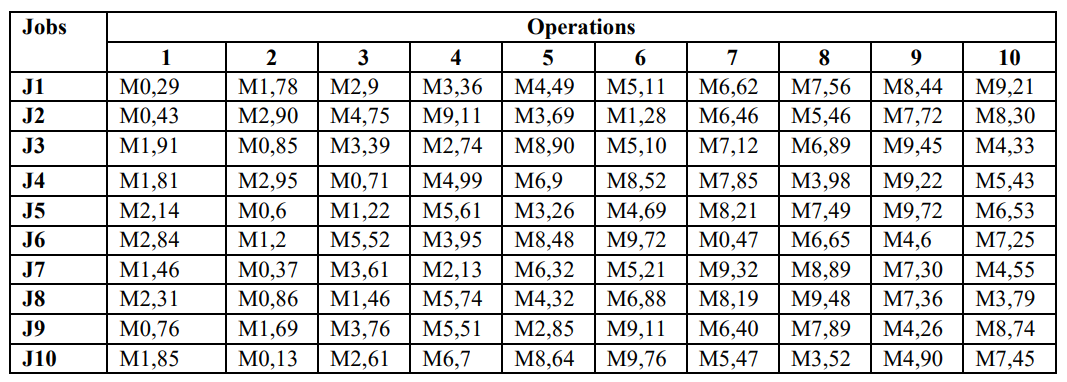 Jobs Operations
1 2 3 4 5 6 7 8 9 10
J1 M0,29 M1,78 M2,9 M3,36 M4,49 M5,11 M6,62 M7,56 M8,44 M9,21
J2 M0,43 M2,90 M4,75 M9,11 M3,69 M1,28 M6,46 M5,46 M7,72 M8,30
J3 M1,91 M0,85 M3,39 M2,74 M8,90 M5,10 M7,12 M6,89 M9,45 M4,33
J4 M1,81 M2,95 M0,71 M4,99 M6,9 M8,52 M7,85 M3,98 M9,22 M5,43
J5 M2,14 M0,6 M1,22 M5,61 M3,26 M4,69 M8,21 M7,49 M9,72 M6,53
J6 M2,84 M1,2 M5,52 M3,95 M8,48 M9,72 M0,47 M6,65 M4,6 M7,25
J7 M1,46 M0,37 M3,61 M2,13 M6,32 M5,21 M9,32 M8,89 M7,30 M4,55
J8 M2,31 M0,86 M1,46 M5,74 M4,32 M6,88 M8,19 M9,48 M7,36 M3,79
J9 M0,76 M1,69 M3,76 M5,51 M2,85 M9,11 M6,40 M7,89 M4,26 M8,74
J10 M1,85 M0,13 M2,61 M6,7 M8,64 M9,76 M5,47 M3,52 M4,90 M7,45